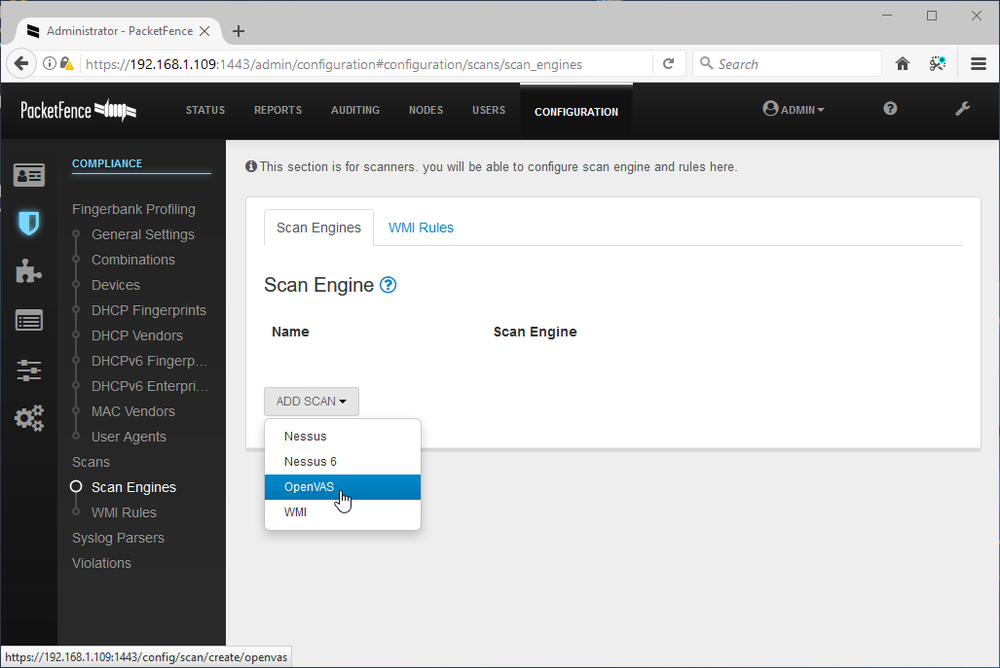 Administrator - PacketFence
https://192.168.1.109:1443/admin/configuration#configuration/scans/scan_engines
Search
PacketFence
STATUS
REPORTS
AUDITING
NODES
USERS
CONFIGURATION
ADMIN
COMPLIANCE
Fingerbank Profiling
General Settings
Combinations
Devices
DHCP Fingerprints
DHCP Vendors
DHCPv6 Fingerp...
DHCPv6 Enterpri...
MAC Vendors
User Agents
Scans
Scan Engines
WMI Rules
Syslog Parsers
Violations
This section is for scanners. you will be able to configure scan engine and rules here.
Scan Engines
WMI Rules
Scan Engine ?
Name
Scan Engine
ADD SCAN
Nessus
Nessus 6
OpenVAS
WMI
https://192.168.1.109:1443/config/scan/create/openvas